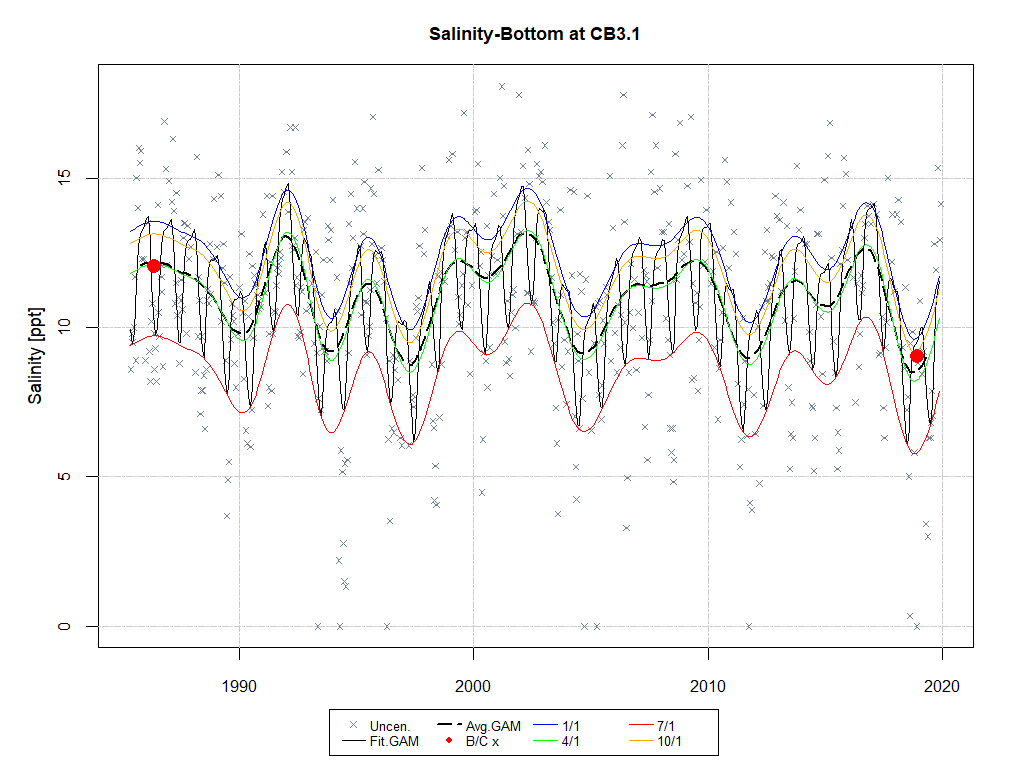 Salinity-Bottom at CB3.1
Salinity [ppt]
15
10
5
0
1990 2000 2010 2020
Uncen. Avg.GAM 1/1 7/1
Fit.GAM B/C x 4/1 10/1